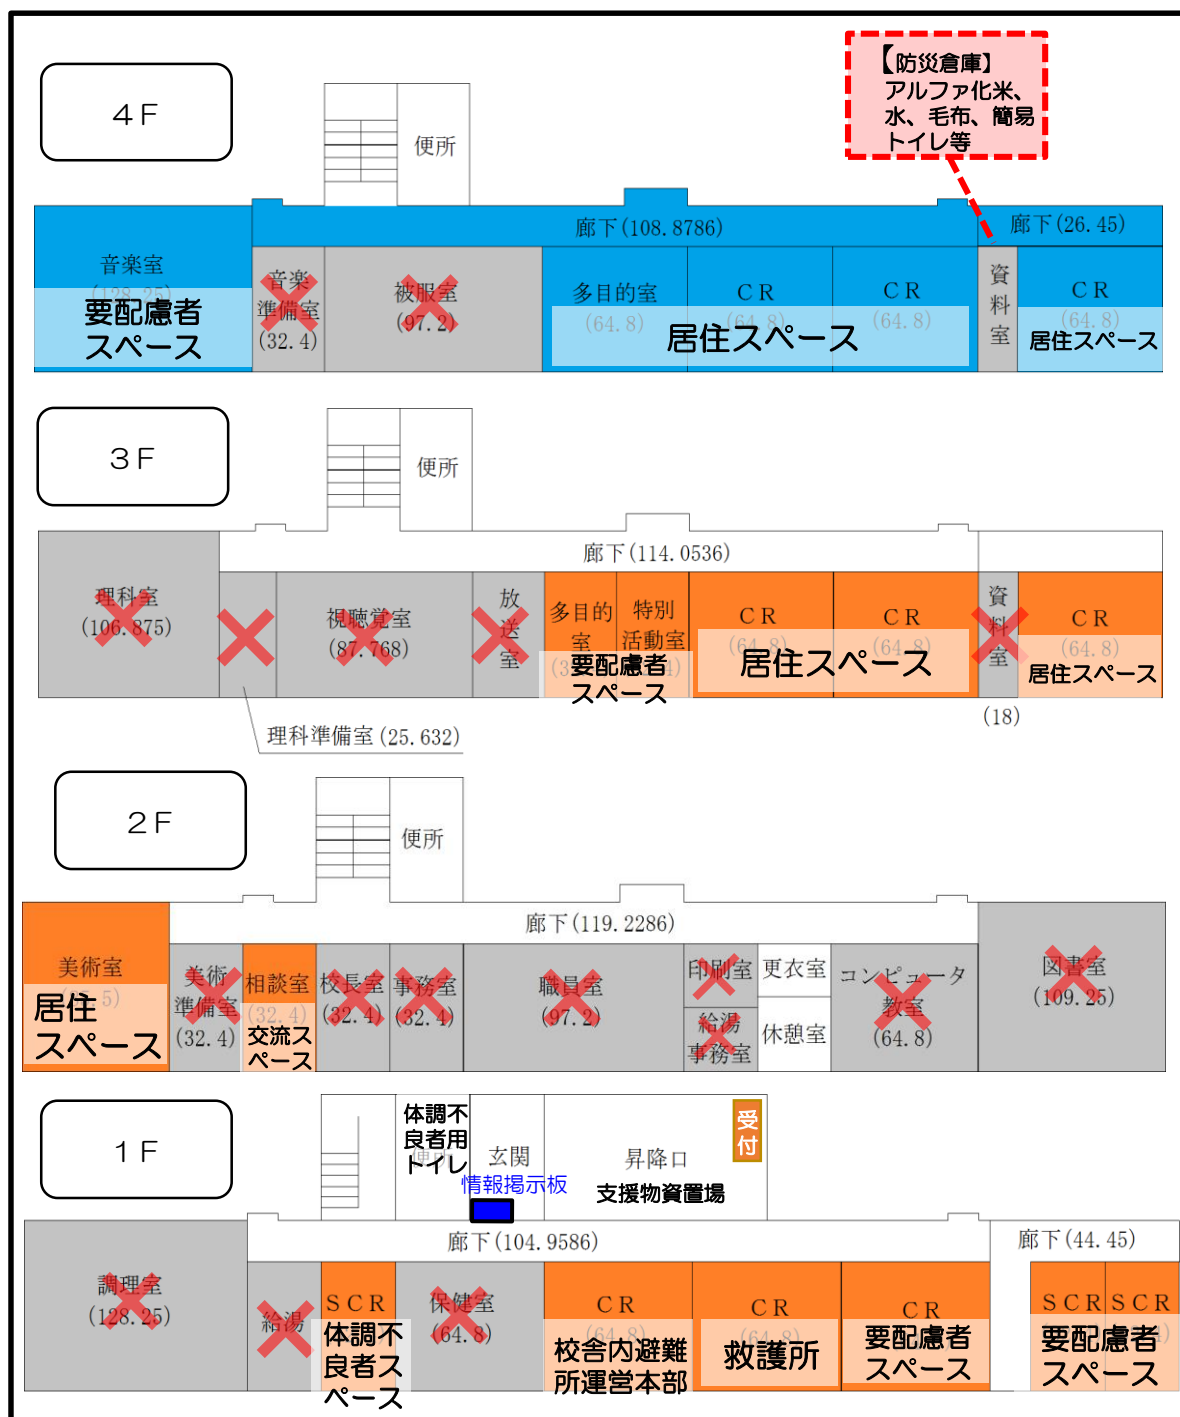 【防災倉庫】
アルファ化米、
水、毛布、簡易
トイレ等
４Ｆ
便所
廊下(108.8786)
廊下(26.45)
音楽室
(128.25)
要配慮者
スペース
音楽
準備室
(32.4)
被服室
(97.2)
多目的室
(64.8)
ＣＲ
(64.8)
ＣＲ
(64.8)
居住スペース
資
料
室
ＣＲ
(64.8)
居住スペース
３Ｆ
便所
廊下(114.0536)
理科室
(106.875)
視聴覚室
(87.768)
放
送
室
多目的
室
特別
活動室
要配慮者
スペース
ＣＲ
(64.8)
ＣＲ
(64.8)
居住スペース
資
料
室
ＣＲ
(64.8)
居住スペース
(18)
理科準備室(25.632)
２Ｆ
便所
廊下(119.2286)
美術室
居住
スペース
美術
準備室
(32.4)
相談室
(32.4)
交流ス
ペース
校長室
(32.4)
事務室
(32.4)
職員室
(97.2)
印刷室
給湯
事務室
更衣室
休憩室
コンピュータ
教室
(64.8)
図書室
(109.25)
１Ｆ
体調不
良者用
トイレ
便所
玄関
情報掲示板
昇降口
支援物資置場
受
付
廊下(104.9586)
廊下(44.45)
調理室
(128.25)
給湯
ＳＣＲ
体調不
良者ス
ペース
保健室
(64.8)
ＣＲ
(64.8)
校舎内避難
所運営本部
ＣＲ
(64.8)
救護所
ＣＲ
要配慮者
スペース
ＳＣＲ
ＳＣＲ
要配慮者
スペース